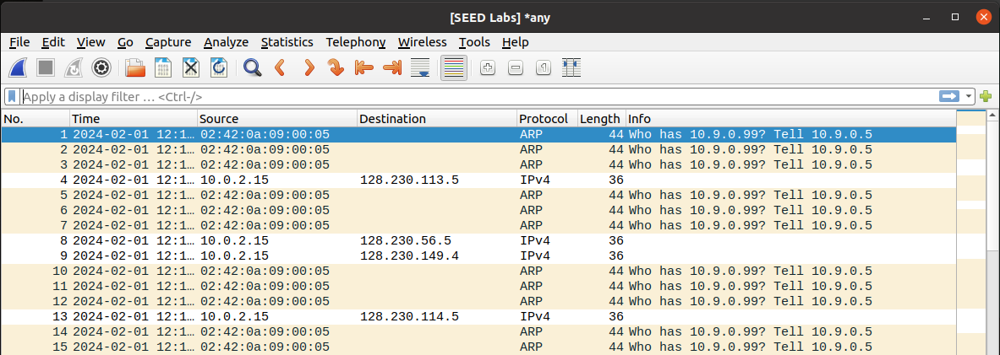 [SEED Labs] *any
File Edit View Go Capture Analyze Statistics Telephony Wireless Tools Help
Apply a display filter … <Ctrl-/>
No. Time Source Destination Protocol Length Info
1 2024-02-01 12:1… 02:42:0a:09:00:05 ARP 44 Who has 10.9.0.99? Tell 10.9.0.5
2 2024-02-01 12:1… 02:42:0a:09:00:05 ARP 44 Who has 10.9.0.99? Tell 10.9.0.5
3 2024-02-01 12:1… 02:42:0a:09:00:05 ARP 44 Who has 10.9.0.99? Tell 10.9.0.5
4 2024-02-01 12:1… 10.0.2.15 128.230.113.5 IPv4 36
5 2024-02-01 12:1… 02:42:0a:09:00:05 ARP 44 Who has 10.9.0.99? Tell 10.9.0.5
6 2024-02-01 12:1… 02:42:0a:09:00:05 ARP 44 Who has 10.9.0.99? Tell 10.9.0.5
7 2024-02-01 12:1… 02:42:0a:09:00:05 ARP 44 Who has 10.9.0.99? Tell 10.9.0.5
8 2024-02-01 12:1… 10.0.2.15 128.230.56.5 IPv4 36
9 2024-02-01 12:1… 10.0.2.15 128.230.149.4 IPv4 36
10 2024-02-01 12:1… 02:42:0a:09:00:05 ARP 44 Who has 10.9.0.99? Tell 10.9.0.5
11 2024-02-01 12:1… 02:42:0a:09:00:05 ARP 44 Who has 10.9.0.99? Tell 10.9.0.5
12 2024-02-01 12:1… 02:42:0a:09:00:05 ARP 44 Who has 10.9.0.99? Tell 10.9.0.5
13 2024-02-01 12:1… 10.0.2.15 128.230.114.5 IPv4 36
14 2024-02-01 12:1… 02:42:0a:09:00:05 ARP 44 Who has 10.9.0.99? Tell 10.9.0.5
15 2024-02-01 12:1… 02:42:0a:09:00:05 ARP 44 Who has 10.9.0.99? Tell 10.9.0.5